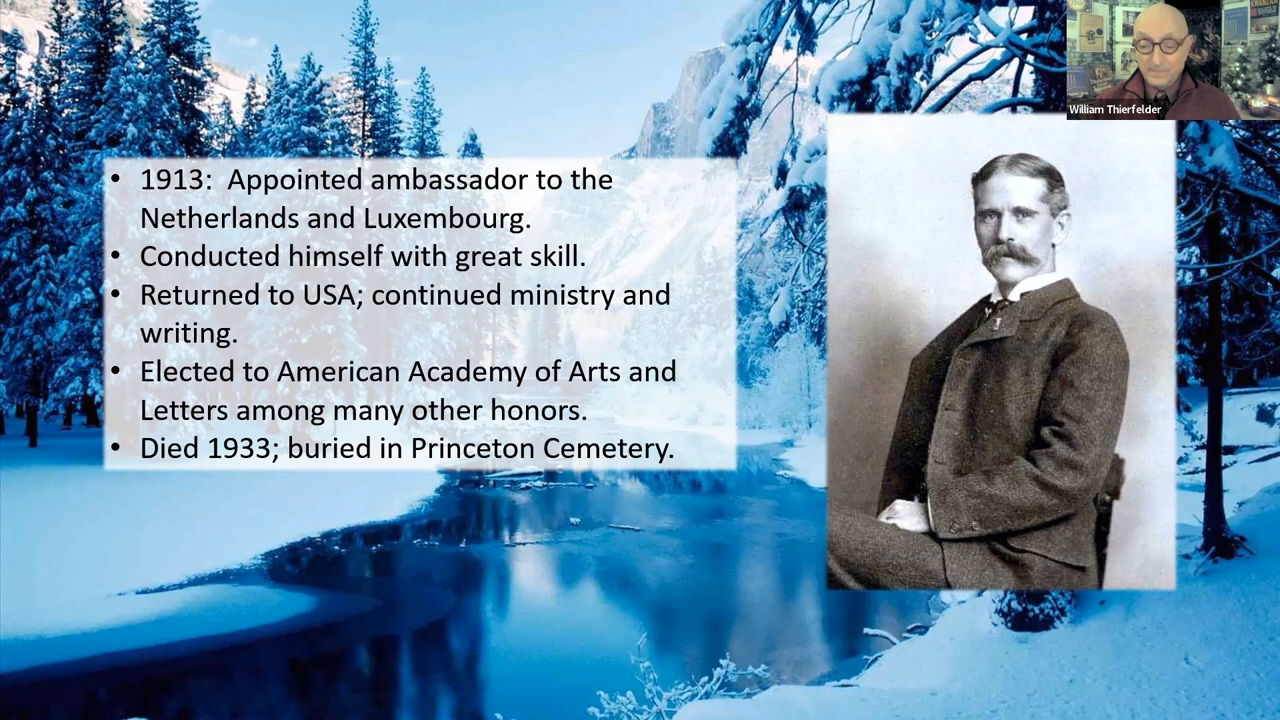 William Thierfelder
• 1913:  Appointed ambassador to the
Netherlands and Luxembourg.
• Conducted himself with great skill.
• Returned to USA; continued ministry and
writing.
• Elected to American Academy of Arts and
Letters among many other honors.
• Died 1933; buried in Princeton Cemetery.